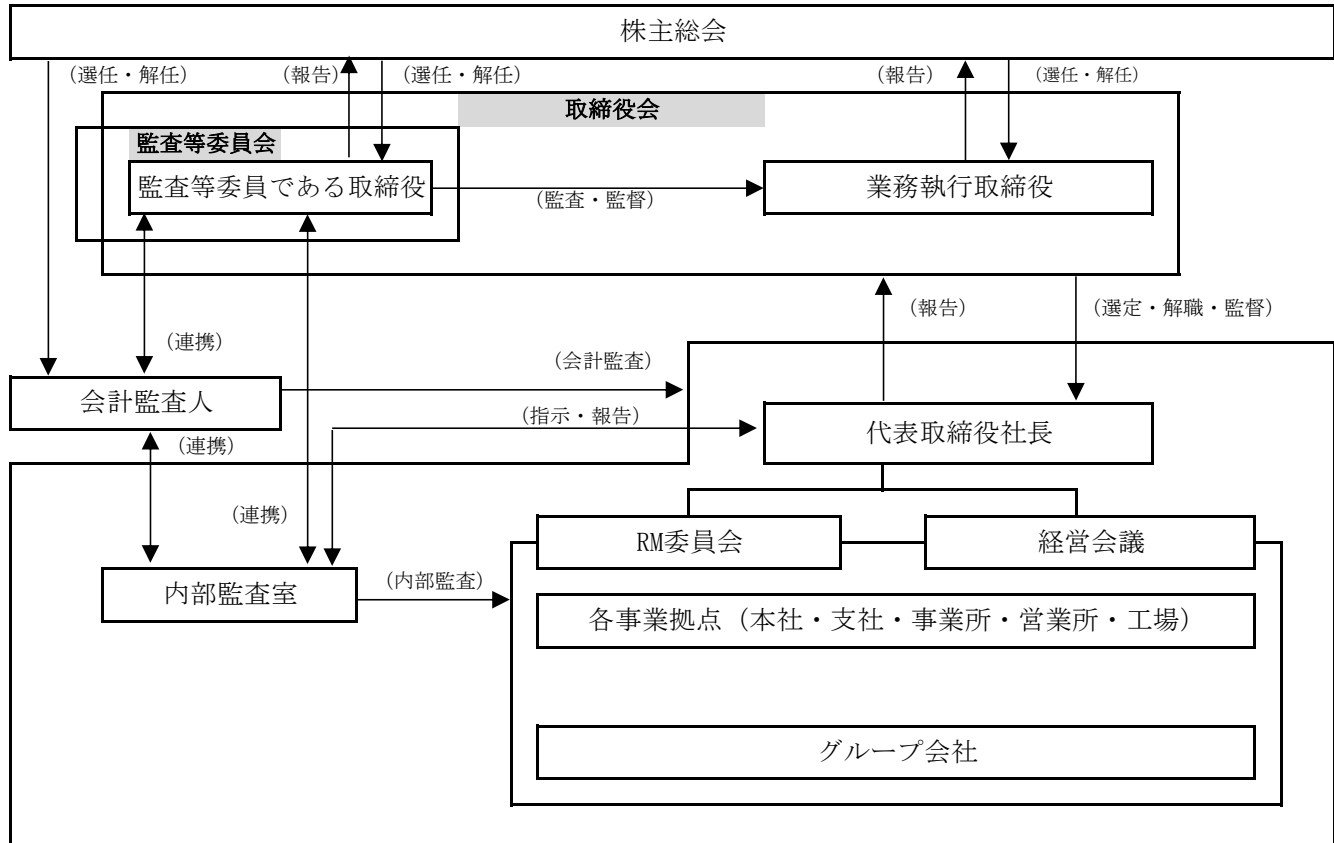 株主総会
(選任・解任)
(報告)
(選任・解任)
(報告)
(選任・解任)
取締役会
監査等委員会
監査等委員である取締役
(監査・監督)
業務執行取締役
(報告)
(選定・解職・監督)
(連携)
(会計監査)
会計監査人
(指示・報告)
代表取締役社長
(連携)
(連携)
RM委員会
経営会議
(内部監査)
内部監査室
各事業拠点（本社・支社・事業所・営業所・工場）
グループ会社